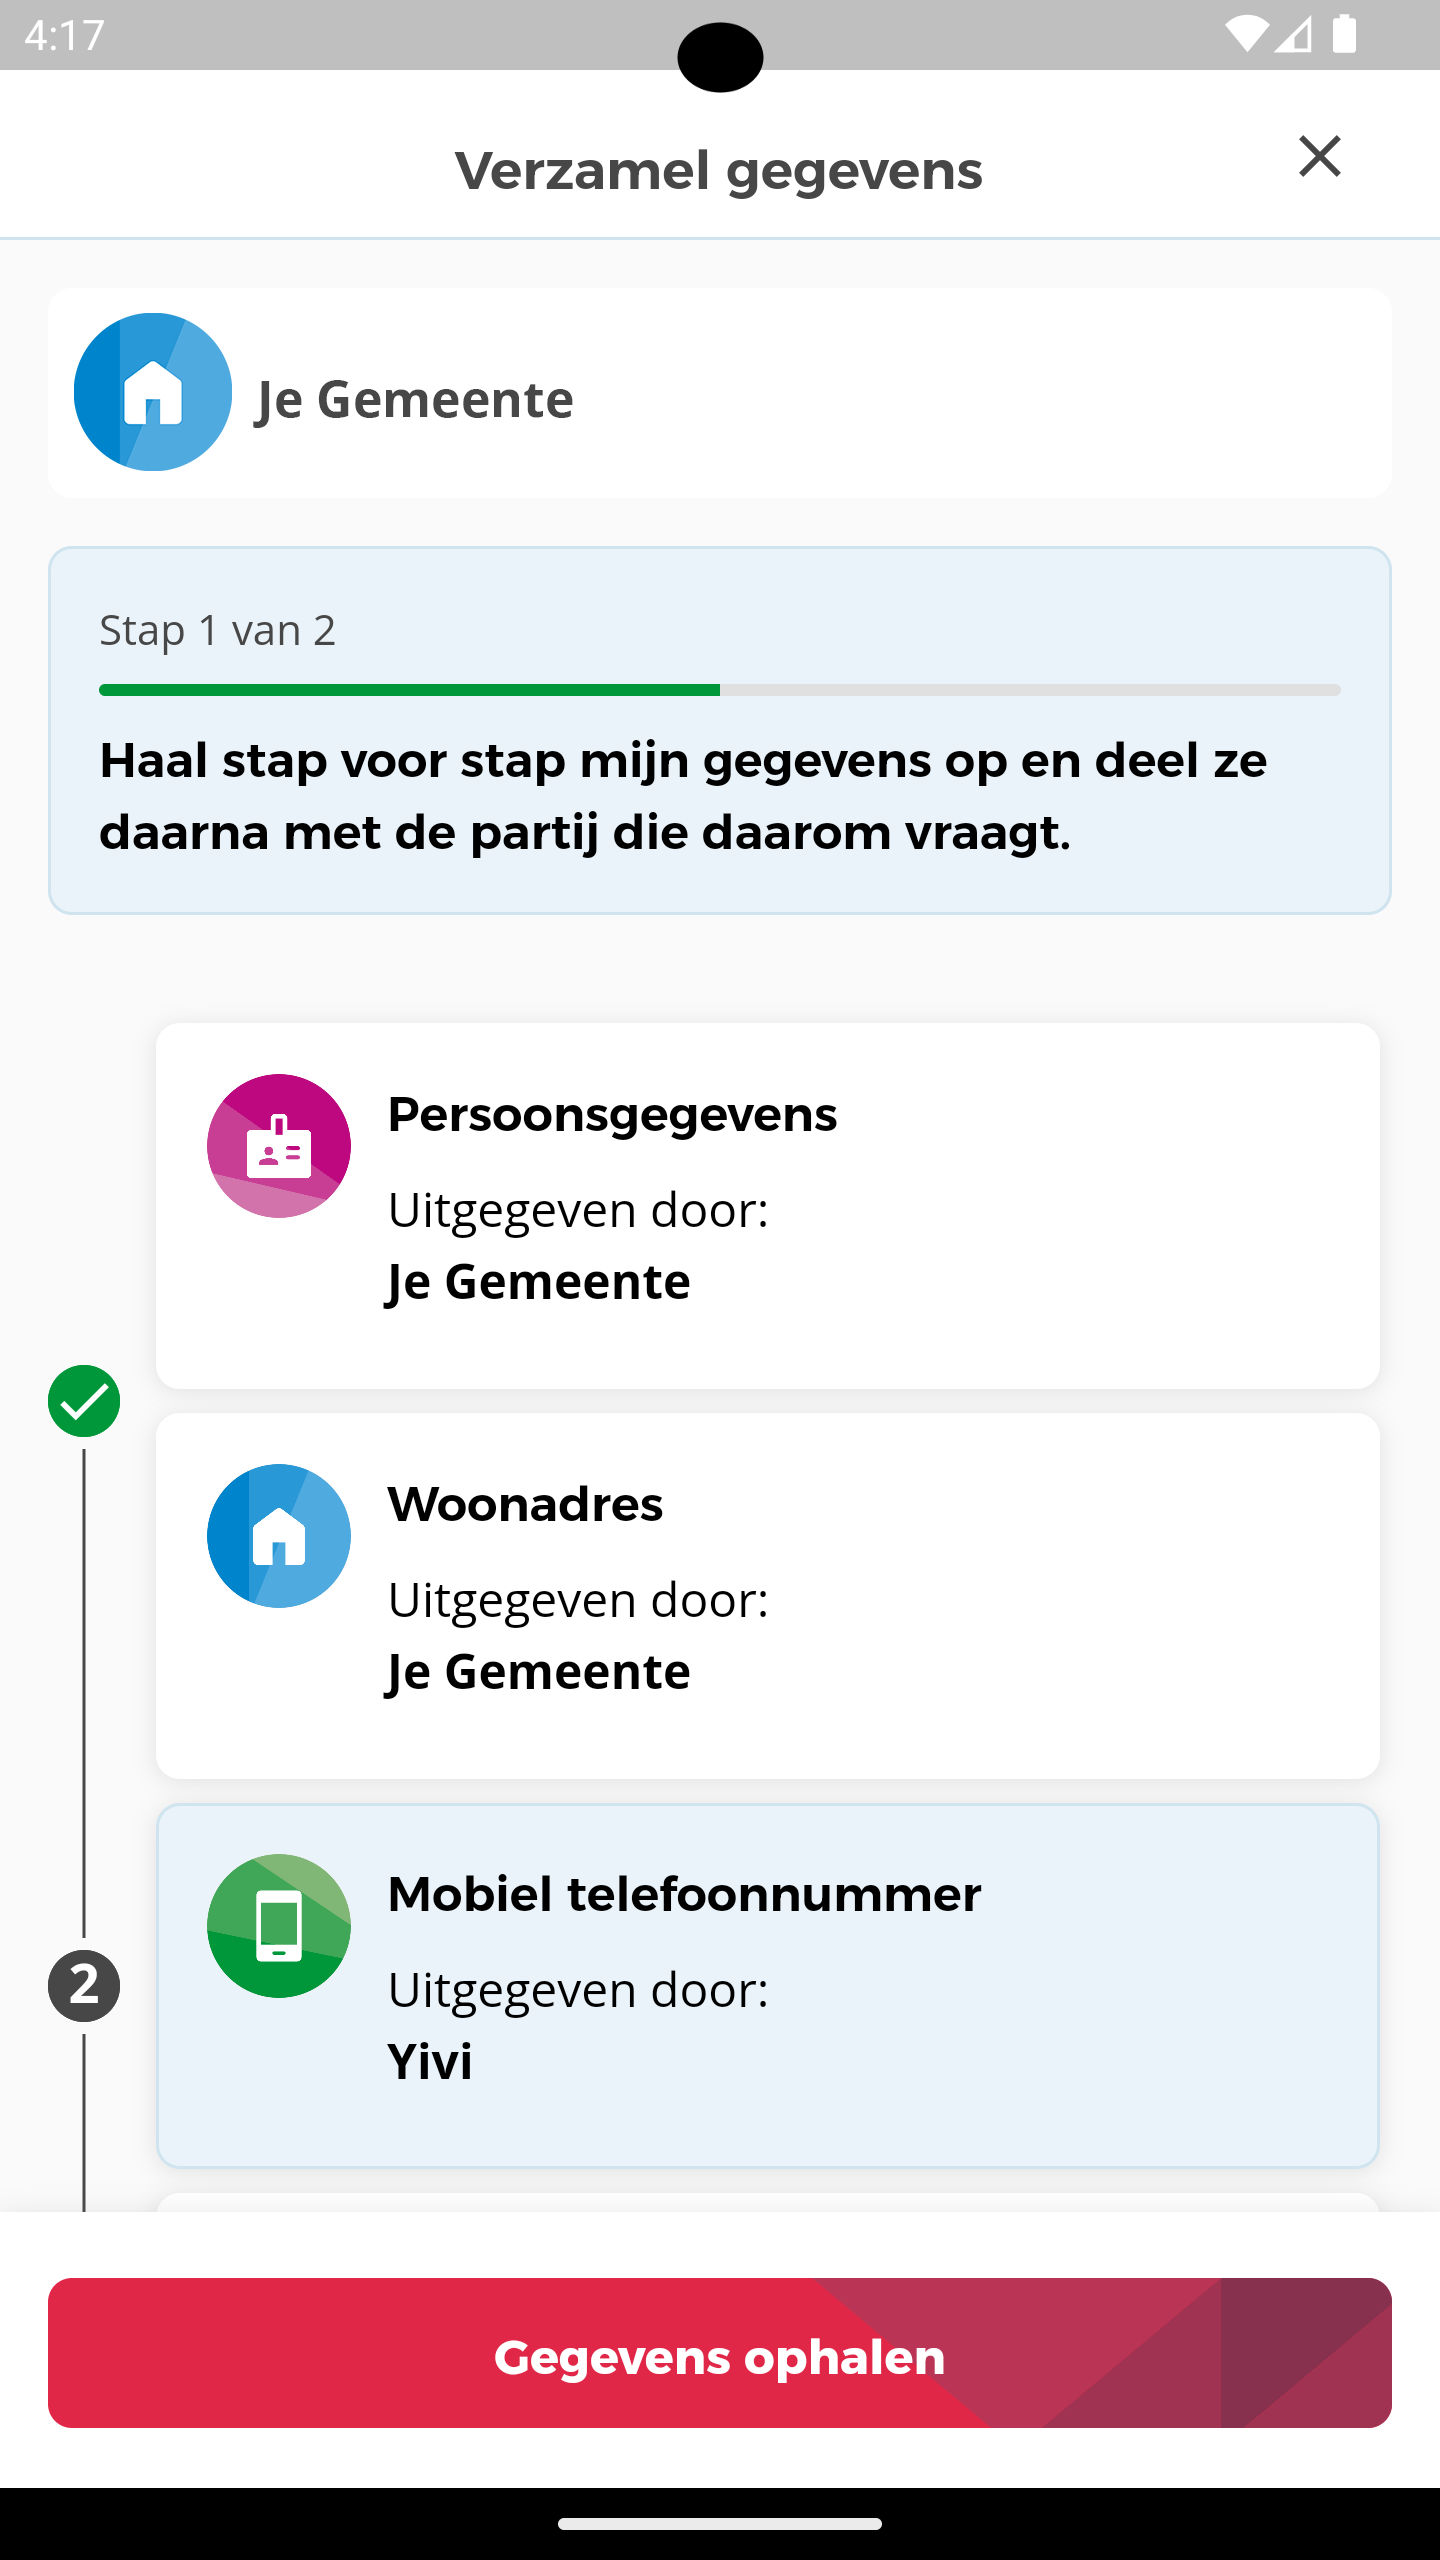 4:17
Verzamel gegevens
Je Gemeente
Stap 1 van 2
Haal stap voor stap mijn gegevens op en deel ze
daarna met de partij die daarom vraagt.
Persoonsgegevens
Uitgegeven door:
Je Gemeente
Woonadres
Uitgegeven door:
Je Gemeente
2
Mobiel telefoonnummer
Uitgegeven door:
Yivi
Gegevens ophalen